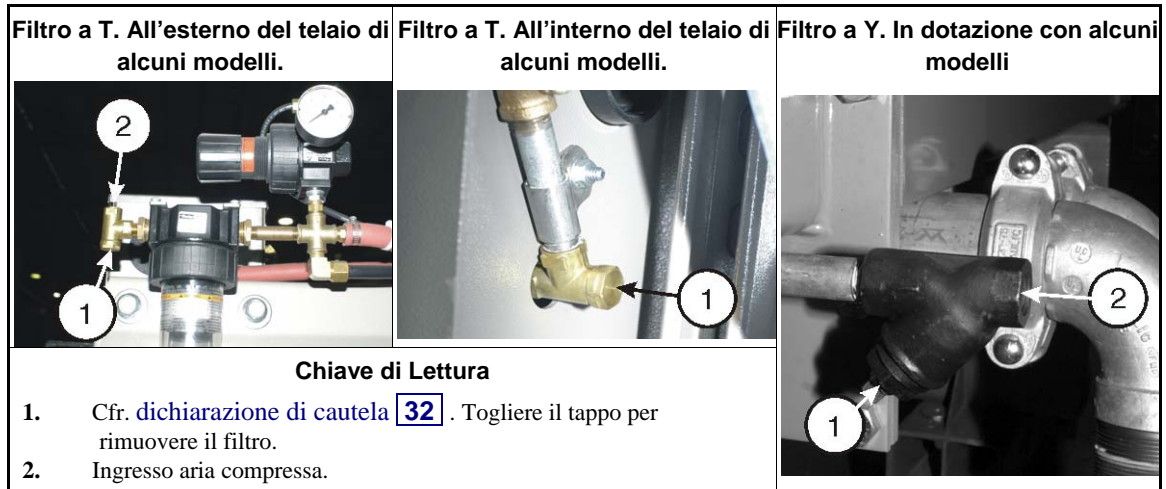 Filtro a T. All'esterno del telaio di
alcuni modelli.
Filtro a T. All'interno del telaio di
alcuni modelli.
Filtro a Y. In dotazione con alcuni
modelli
2
1
1
2
1
Chiave di Lettura
1. Cfr. dichiarazione di cautela 32 . Togliere il tappo per
rimuovere il filtro.
2. Ingresso aria compressa.